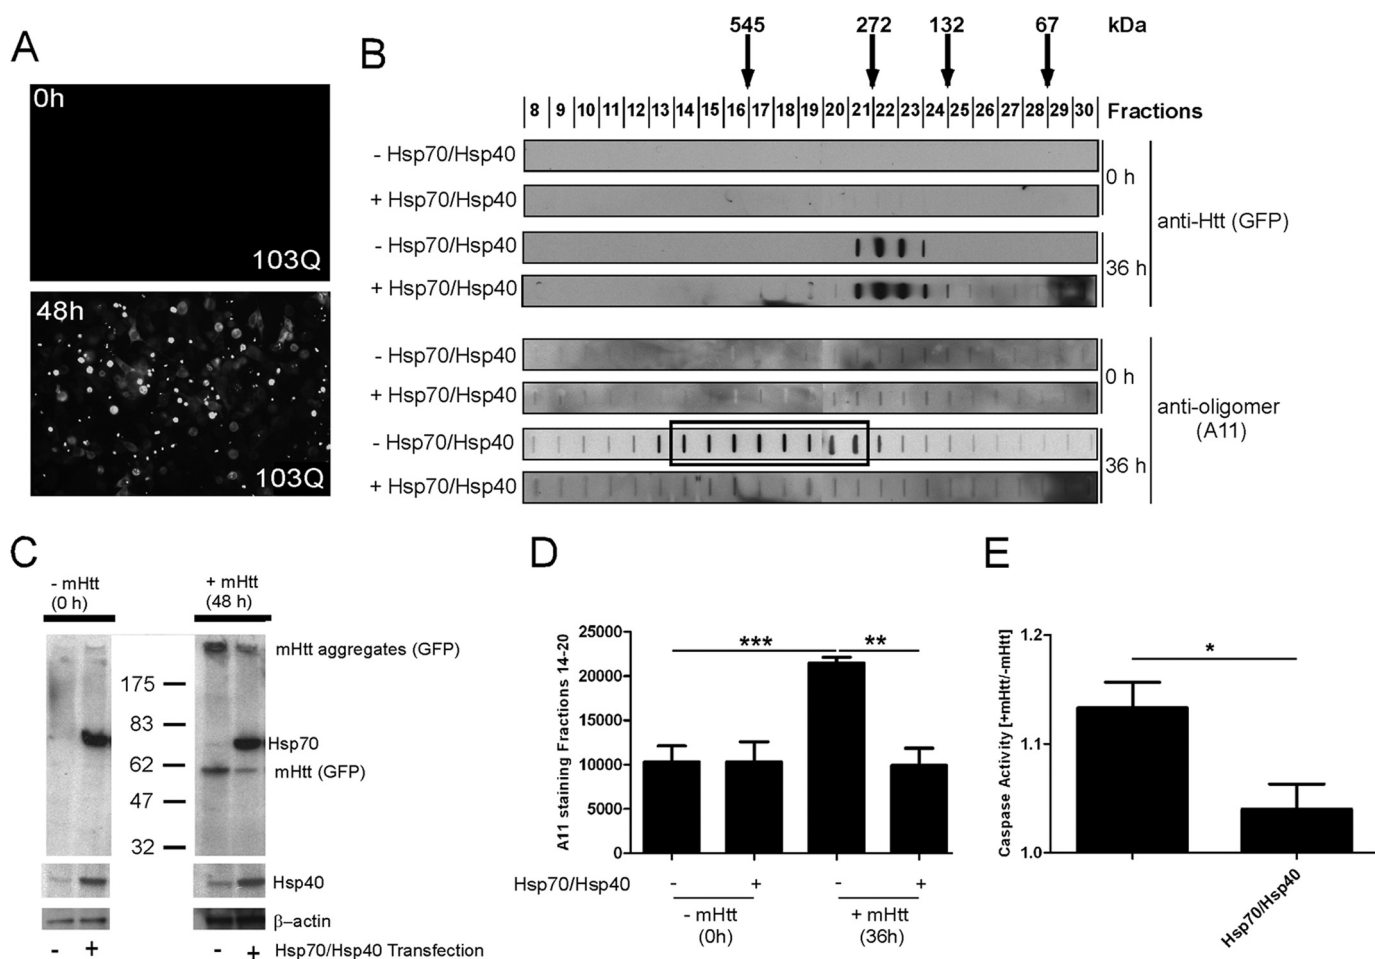 A
0h
103Q
48h
103Q
B
545 272 132 67 kDa
8 9 10 11 12 13 14 15 16 17 18 19 20 21 22 23 24 25 26 27 28 29 30 Fractions
- Hsp70/Hsp40
+ Hsp70/Hsp40
0 h
- Hsp70/Hsp40
+ Hsp70/Hsp40
36 h
anti-Htt (GFP)
- Hsp70/Hsp40
+ Hsp70/Hsp40
0 h
- Hsp70/Hsp40
+ Hsp70/Hsp40
36 h
anti-oligomer
(A11)
C
- mHtt
(0 h)
+ mHtt
(48 h)
mHtt aggregates (GFP)
175
83
Hsp70
62
mHtt (GFP)
47
32
Hsp40
β–actin
- + - + Hsp70/Hsp40 Transfection
D
A11 staining Fractions 14-20
25000
20000
15000
10000
5000
0
*** **
Hsp70/Hsp40 - + - +
- mHtt
(0h)
+ mHtt
(36h)
E
Caspase Activity [+mHtt/-mHtt]
1.2
1.1
1.0
*
Hsp70/Hsp40